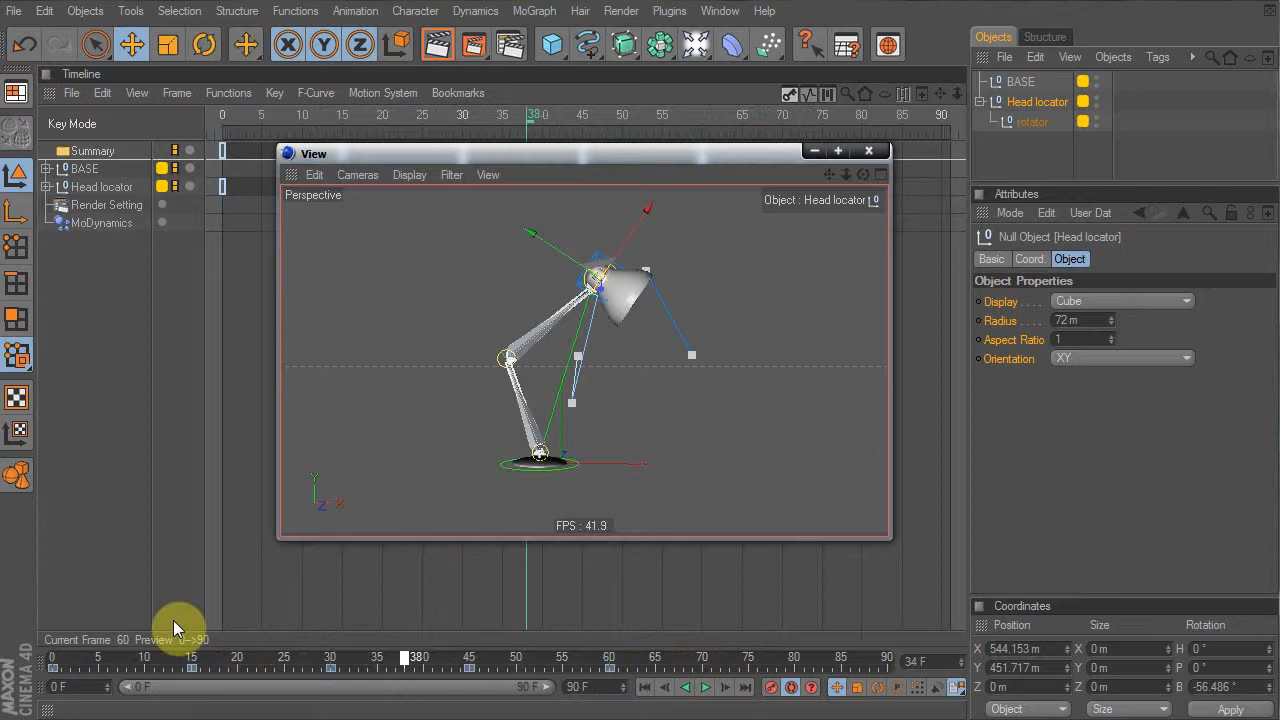 File Edit Objects Tools Selection Structure Functions Animation Character Dynamics MoGraph Hair Render Plugins Window Help
X Y Z
Timeline
File Edit View Frame Functions Key F-Curve Motion System Bookmarks
Key Mode
0 5 10 15 20 25 30 35 38 45 50 55 60 65 70 75 80 85 91
Summary
BASE
Head locator
Render Setting
MoDynamics
View
Edit Cameras Display Filter View
Perspective
Object : Head locator
Y
Z X
FPS : 41.9
Current Frame 60 Preview 0-->90
0 5 10 15 20 25 30 35 38 45 50 55 60 65 70 75 80 85 90
34 F
0 F 0 F 90 F 90 F
MAXON
CINEMA 4D
Objects Structure
File Edit View Objects Tags
BASE
Head locator
rotator
Attributes
Mode Edit User Dat
Null Object [Head locator]
Basic Coord. Object
Object Properties
Display . . . . Cube
Radius . . . . 72 m
Aspect Ratio 1
Orientation . . XY
Coordinates
Position Size Rotation
X 544.153 m X 0 m H 0 °
Y 451.717 m Y 0 m P 0 °
Z 0 m Z 0 m B -56.486 °
Object Size Apply